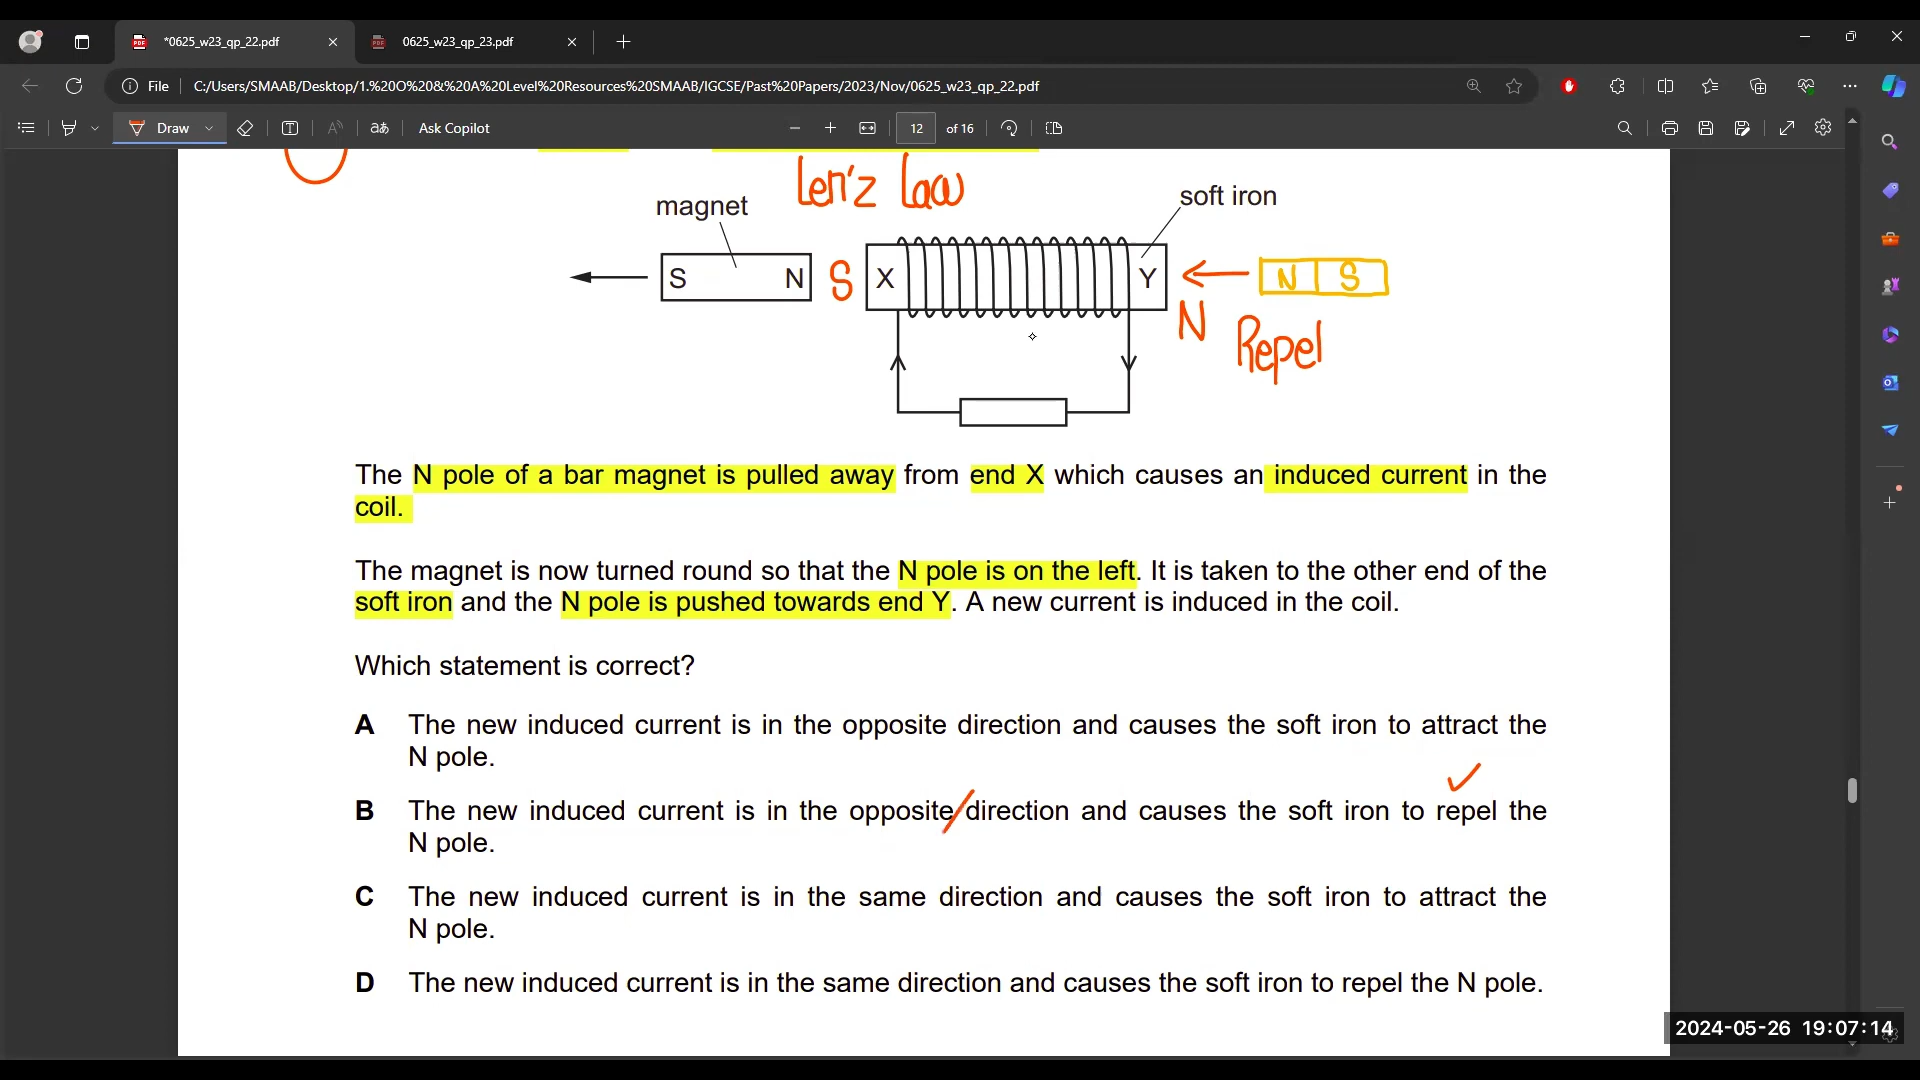 *0625_w23_qp_22.pdf
0625_w23_qp_23.pdf
File
C:/Users/SMAAB/Desktop/1.%20O%20&%20A%20Level%20Resources%20SMAAB/IGCSE/Past%20Papers/2023/Nov/0625_w23_qp_22.pdf
Draw
aあ
Ask Copilot
12 of 16
Len'z Law
magnet
soft iron
S N S X Y N S
N
Repel
The N pole of a bar magnet is pulled away from end X which causes an induced current in the
coil.
The magnet is now turned round so that the N pole is on the left. It is taken to the other end of the
soft iron and the N pole is pushed towards end Y. A new current is induced in the coil.
Which statement is correct?
A The new induced current is in the opposite direction and causes the soft iron to attract the
N pole.
B The new induced current is in the opposite direction and causes the soft iron to repel the
N pole.
C The new induced current is in the same direction and causes the soft iron to attract the
N pole.
D The new induced current is in the same direction and causes the soft iron to repel the N pole.
2024-05-26 19:07:14